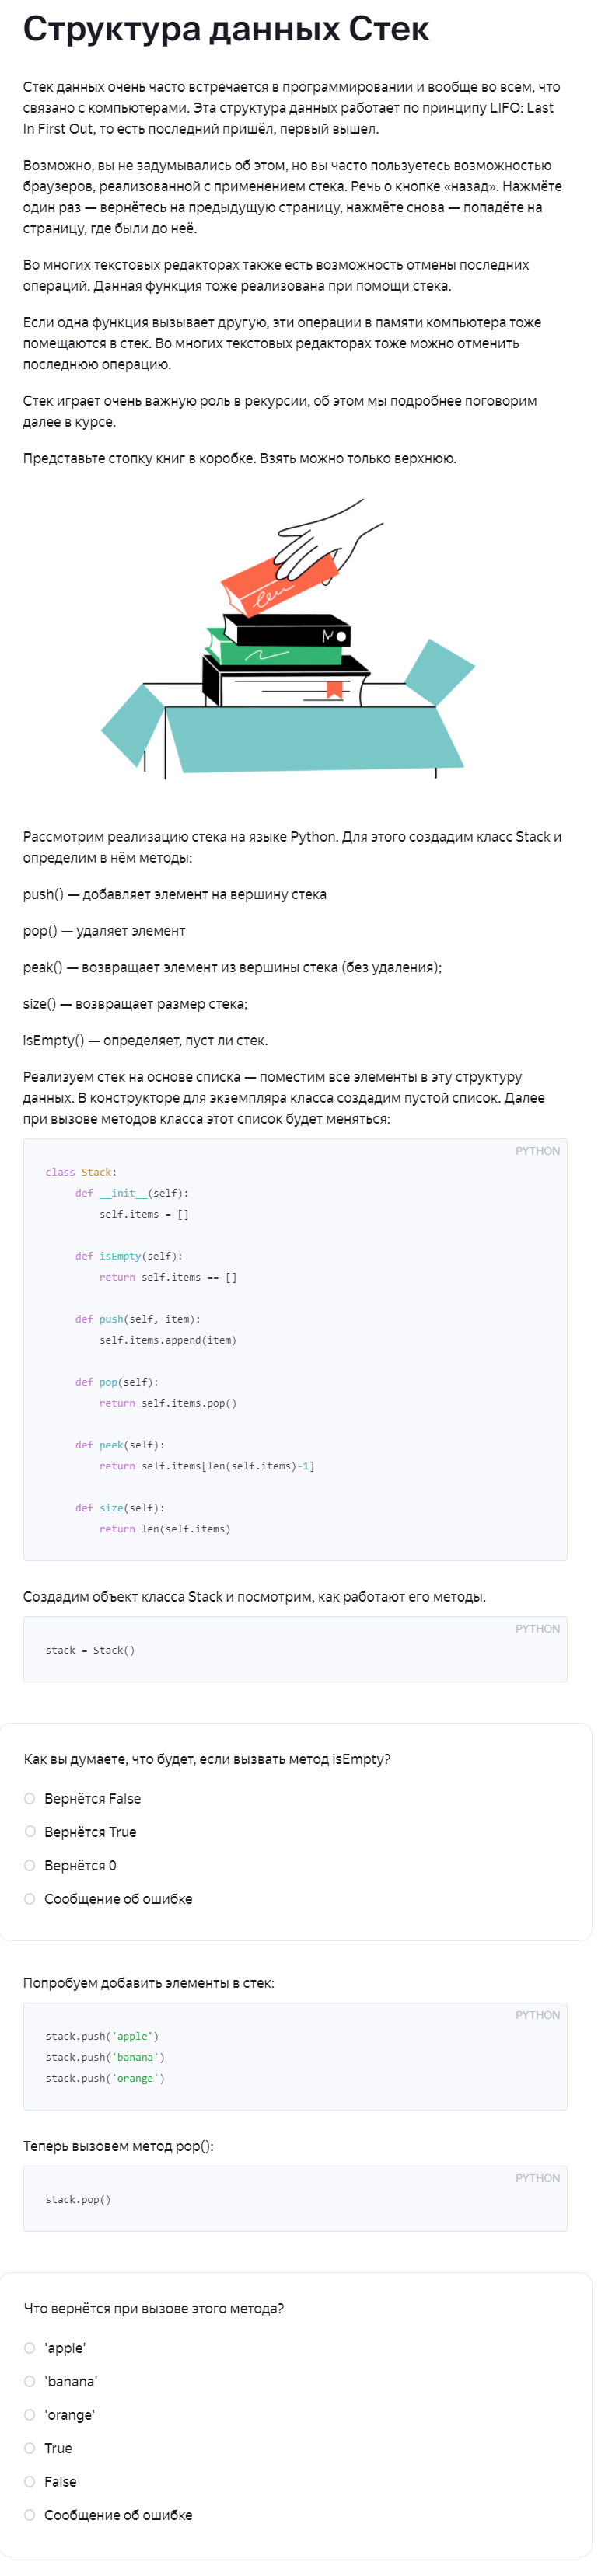 Структура данных Стек
Стек данных очень часто встречается в программировании и вообще во всем, что
связано с компьютерами. Эта структура данных работает по принципу LIFO: Last
In First Out, то есть последний пришёл, первый вышел.
Возможно, вы не задумывались об этом, но вы часто пользуетесь возможностью
браузеров, реализованной с применением стека. Речь о кнопке «назад». Нажмёте
один раз — вернётесь на предыдущую страницу, нажмёте снова — попадёте на
страницу, где были до неё.
Во многих текстовых редакторах также есть возможность отмены последних
операций. Данная функция тоже реализована при помощи стека.
Если одна функция вызывает другую, эти операции в памяти компьютера тоже
помещаются в стек. Во многих текстовых редакторах тоже можно отменить
последнюю операцию.
Стек играет очень важную роль в рекурсии, об этом мы подробнее поговорим
далее в курсе.
Представьте стопку книг в коробке. Взять можно только верхнюю.
Рассмотрим реализацию стека на языке Python. Для этого создадим класс Stack и
определим в нём методы:
push() — добавляет элемент на вершину стека
pop() — удаляет элемент
peak() — возвращает элемент из вершины стека (без удаления);
size() — возвращает размер стека;
isEmpty() — определяет, пуст ли стек.
Реализуем стек на основе списка — поместим все элементы в эту структуру
данных. В конструкторе для экземпляра класса создадим пустой список. Далее
при вызове методов класса этот список будет меняться:
PYTHON
class Stack:
def __init__(self):
self.items = []
def isEmpty(self):
return self.items == []
def push(self, item):
self.items.append(item)
def pop(self):
return self.items.pop()
def peek(self):
return self.items[len(self.items)-1]
def size(self):
return len(self.items)
Создадим объект класса Stack и посмотрим, как работают его методы.
PYTHON
stack = Stack()
Как вы думаете, что будет, если вызвать метод isEmpty?
Вернётся False
Вернётся True
Вернётся 0
Сообщение об ошибке
Попробуем добавить элементы в стек:
PYTHON
stack.push('apple')
stack.push('banana')
stack.push('orange')
Теперь вызовем метод pop():
PYTHON
stack.pop()
Что вернётся при вызове этого метода?
'apple'
'banana'
'orange'
True
False
Сообщение об ошибке